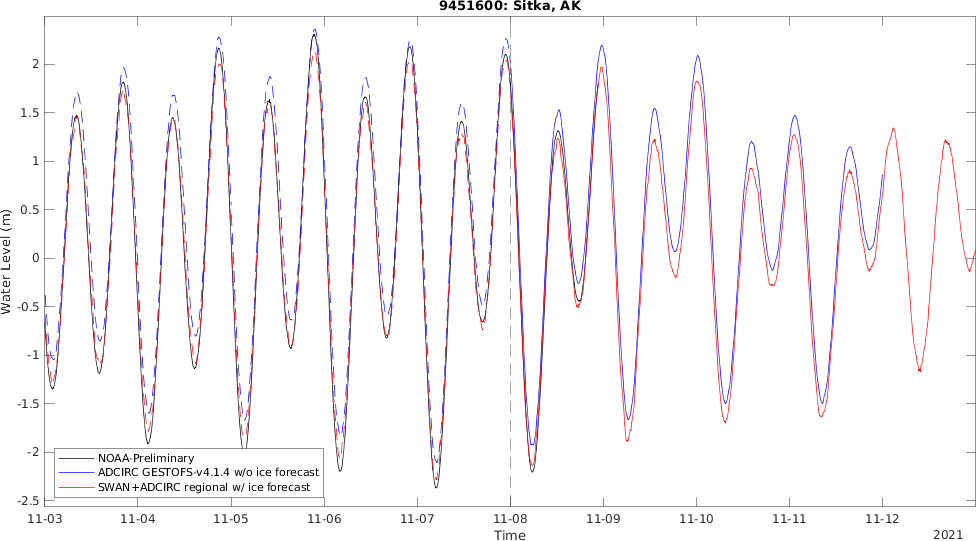 9451600: Sitka, AK
Water Level (m)
2
1.5
1
0.5
0
-0.5
-1
-1.5
-2
-2.5
NOAA-Preliminary
ADCIRC GESTOFS-v4.1.4 w/o ice forecast
SWAN+ADCIRC regional w/ ice forecast
11-03 11-04 11-05 11-06 11-07 11-08 11-09 11-10 11-11 11-12
Time
2021